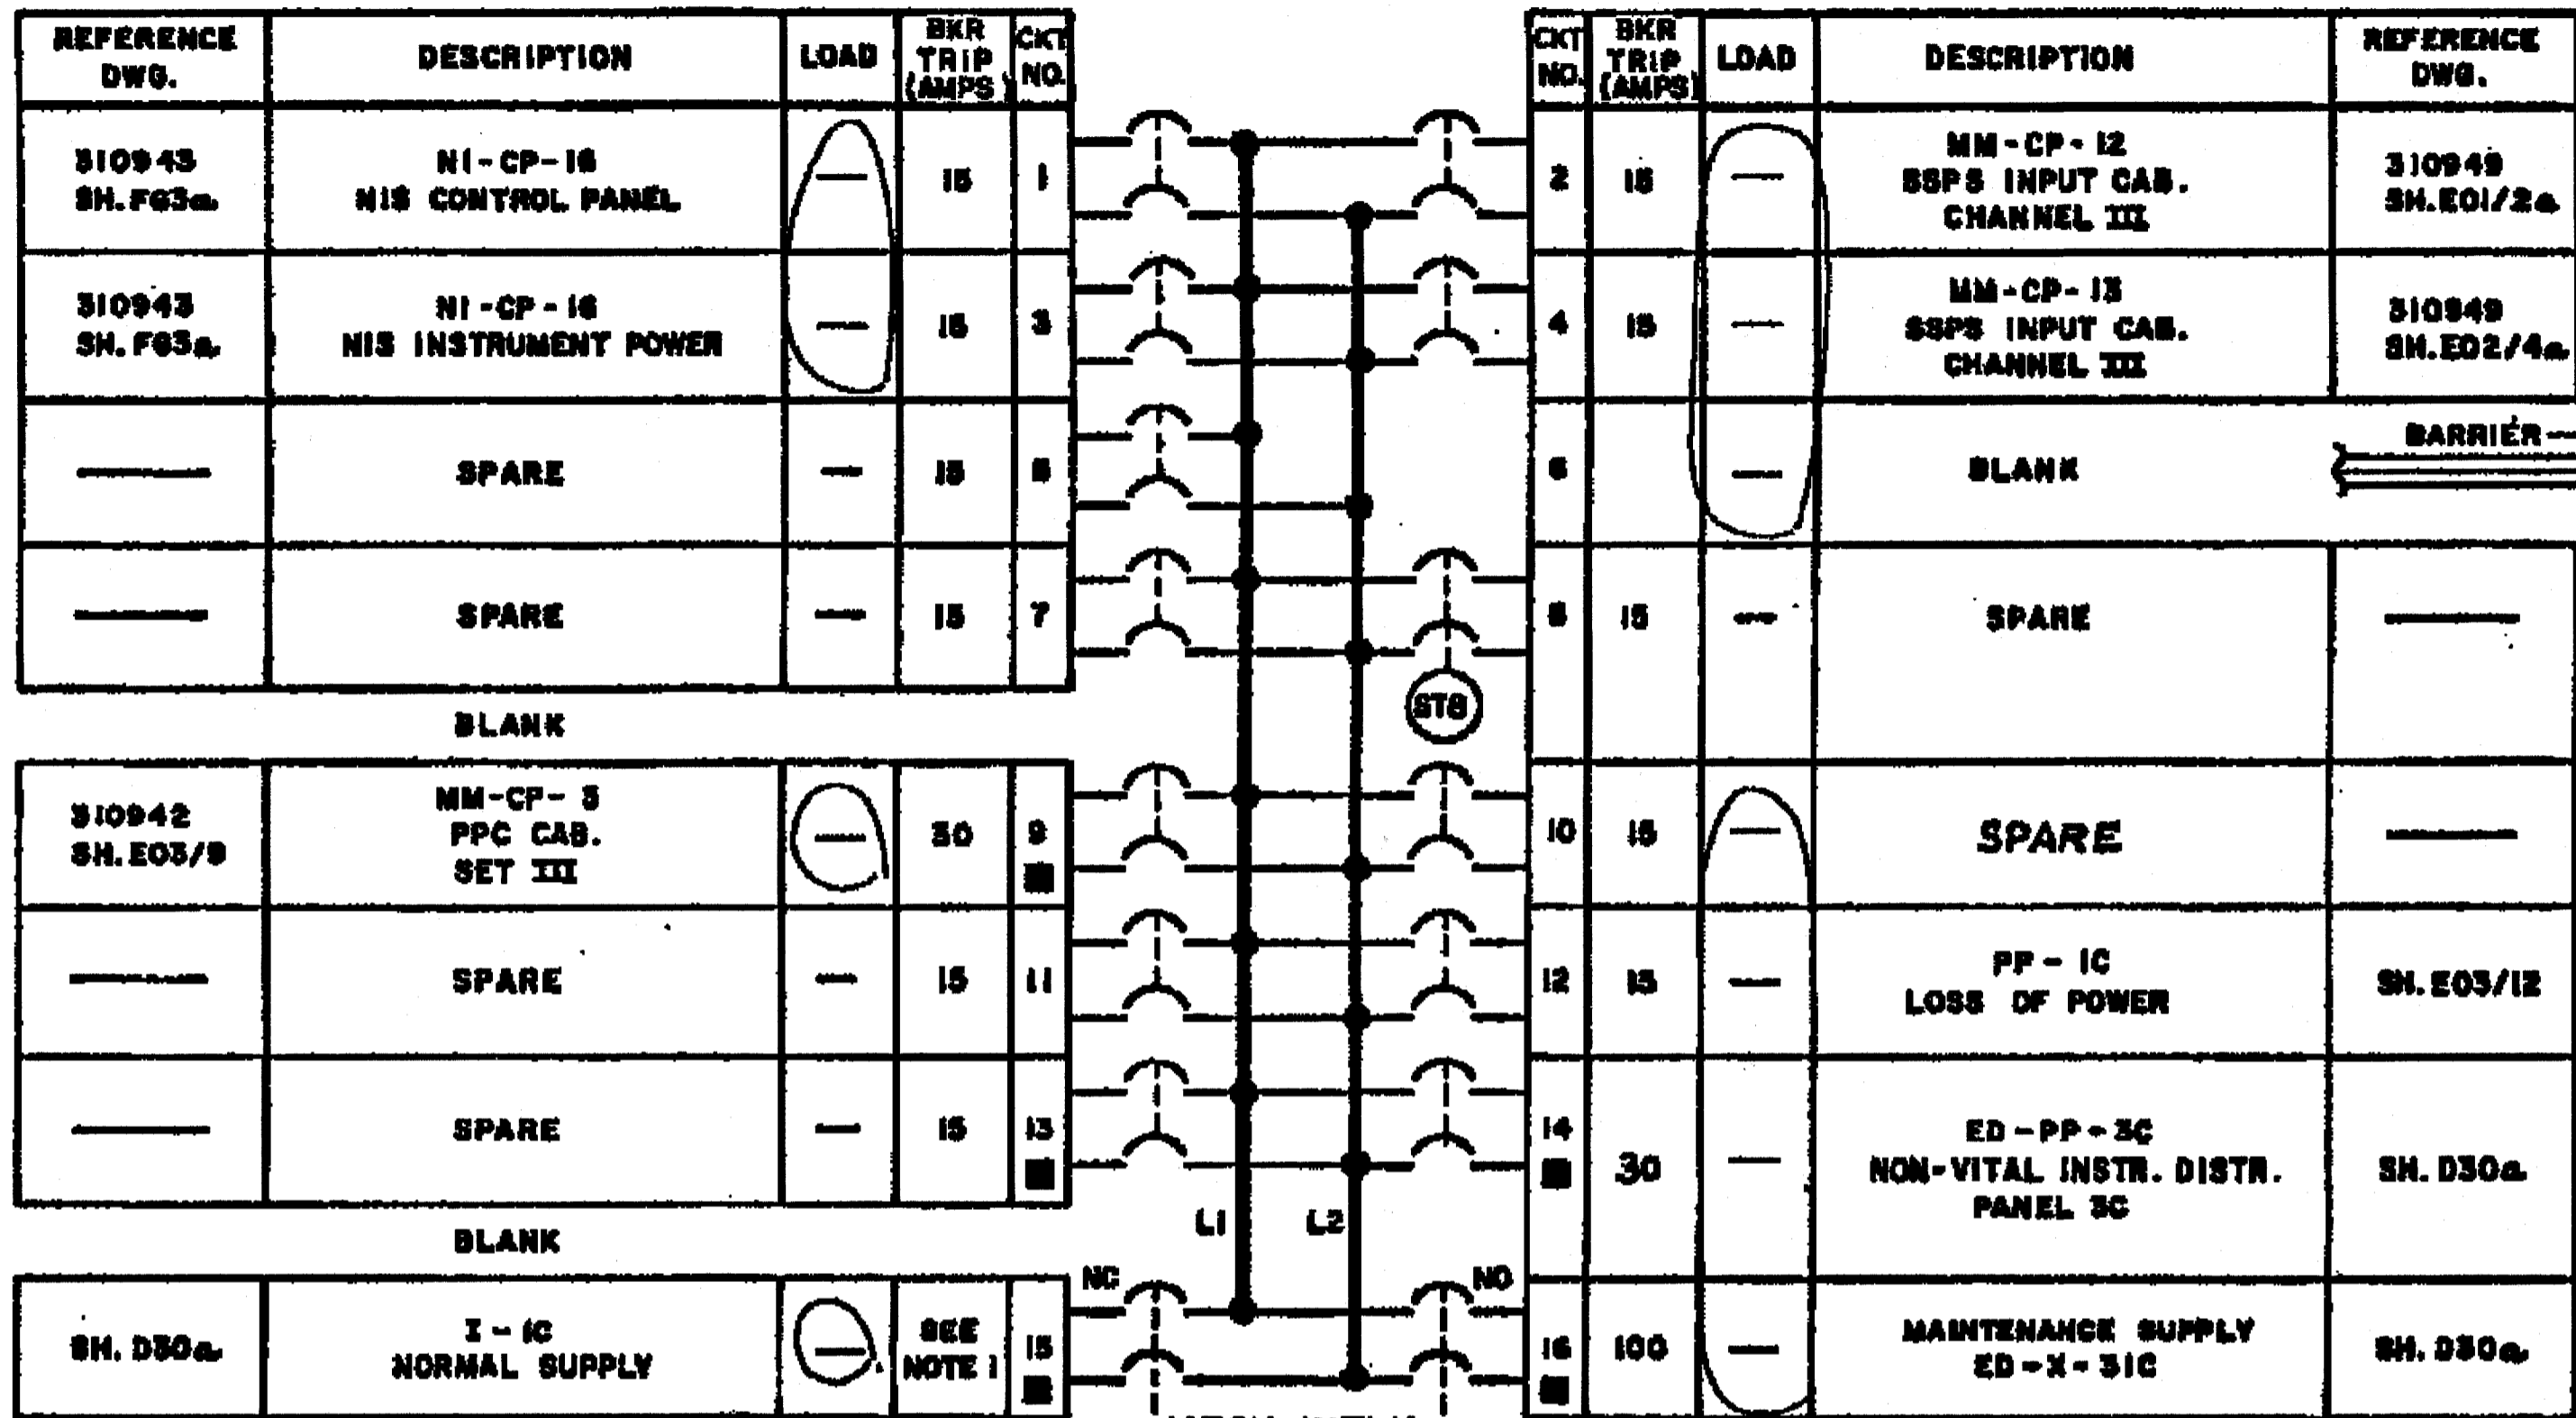 REFERENCE DWG.
DESCRIPTION
LOAD
BKR TRIP (AMPS)
CKT NO.
310943
SH. F63a
NI-CP-16
NIS CONTROL PANEL
—
15
1
310943
SH. F63a
NI-CP-16
NIS INSTRUMENT POWER
—
15
3
—
SPARE
—
15
5
—
SPARE
—
15
7
BLANK
310942
SH. E03/9
MM-CP-3
PPC CAB.
SET III
—
30
9
—
SPARE
—
15
11
—
SPARE
—
15
13
BLANK
SH. D30a
I-1C
NORMAL SUPPLY
—
SEE
NOTE 1
15
L1
L2
NC
NO
ST8
CKT NO.
BKR TRIP (AMPS)
LOAD
DESCRIPTION
REFERENCE DWG.
2
15
—
MM-CP-12
SSPS INPUT CAB.
CHANNEL III
310949
SH. E01/2a
4
15
—
MM-CP-13
SSPS INPUT CAB.
CHANNEL III
310949
SH. E02/4a
6
—
BLANK
BARRIER
8
15
—
SPARE
—
10
15
—
SPARE
—
12
15
—
PP-1C
LOSS OF POWER
SH. E03/12
14
30
—
ED-PP-3C
NON-VITAL INSTR. DISTR.
PANEL 3C
SH. D30a
16
100
—
MAINTENANCE SUPPLY
ED-X-31C
SH. D30a